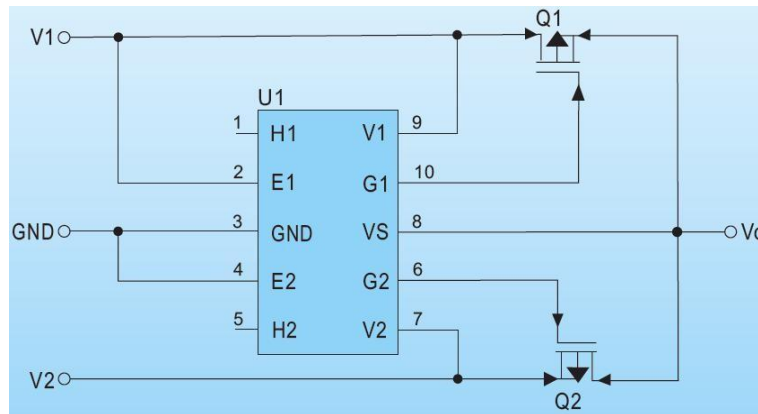 V1
Q1
U1
1 H1 V1 9
2 E1 G1 10
GND 3 GND VS 8
4 E2 G2 6
5 H2 V2 7
V2
Q2